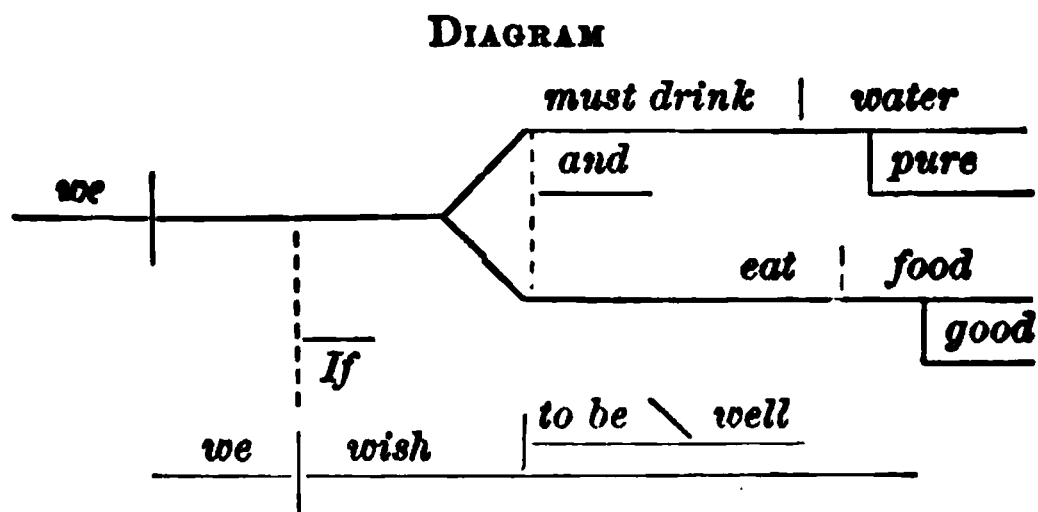 DIAGRAM
must drink water
and pure
we
eat food
good
If
to be well
we wish